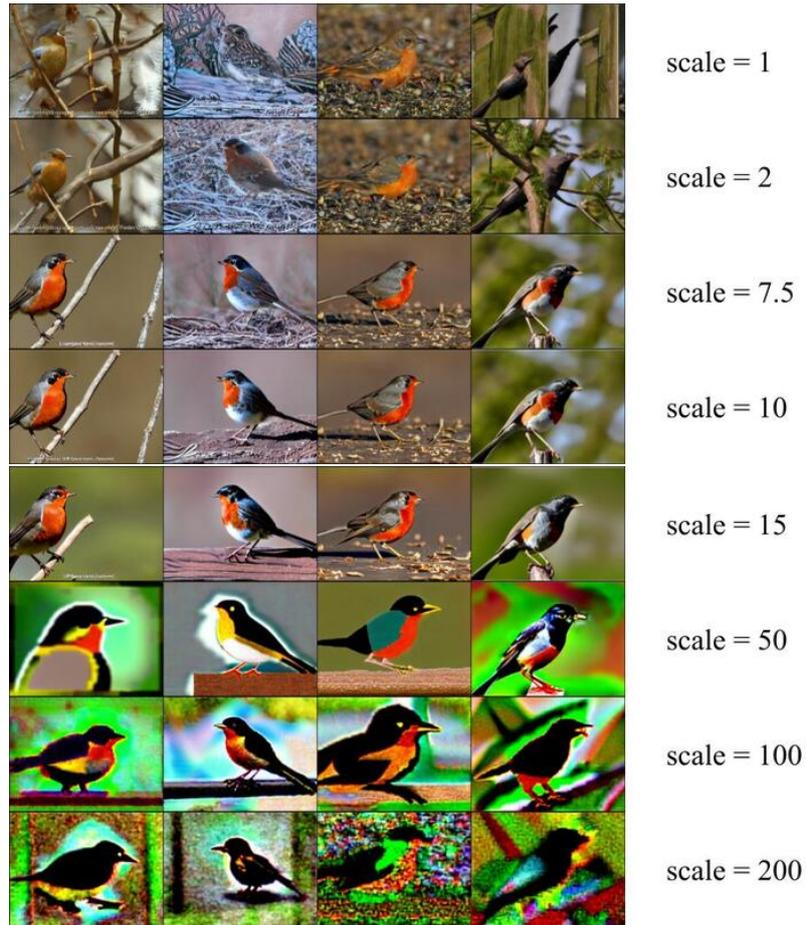 scale = 1
scale = 2
scale = 7.5
scale = 10
scale = 15
scale = 50
scale = 100
scale = 200